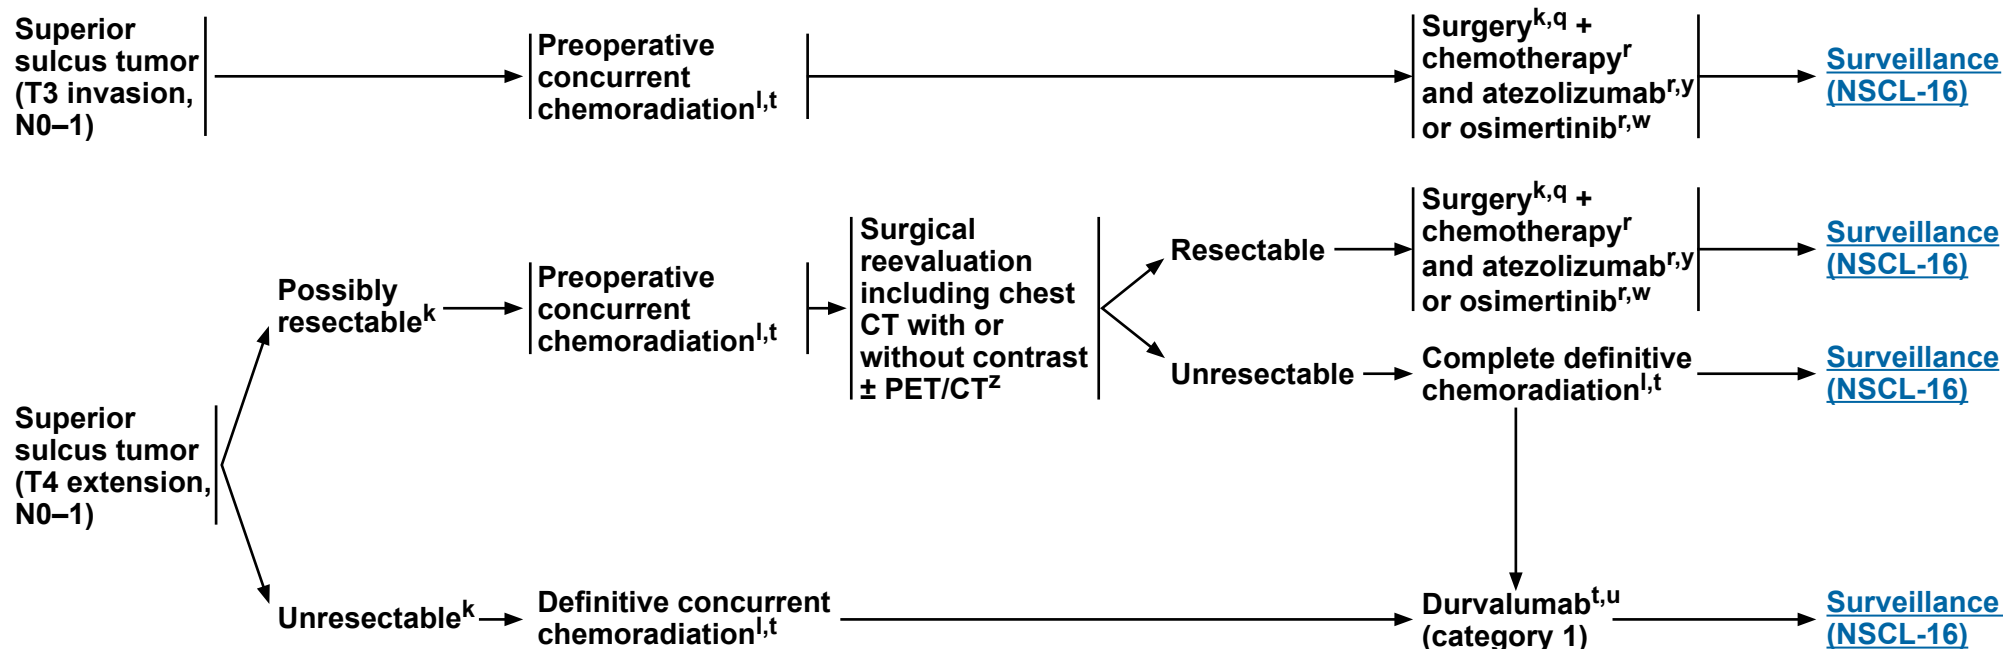 Superior
sulcus tumor
(T3 invasion,
N0–1)
Preoperative
concurrent
chemoradiationl,t
Surgeryk,q +
chemotherapyr
and atezolizumabr,y
or osimertinibr,w
Surveillance
(NSCL-16)
Superior
sulcus tumor
(T4 extension,
N0–1)
Possibly
resectablek
Preoperative
concurrent
chemoradiationl,t
Surgical
reevaluation
including chest
CT with or
without contrast
± PET/CTz
Resectable
Surgeryk,q +
chemotherapyr
and atezolizumabr,y
or osimertinibr,w
Surveillance
(NSCL-16)
Unresectable
Complete definitive
chemoradiationl,t
Surveillance
(NSCL-16)
Unresectablek
Definitive concurrent
chemoradiationl,t
Durvalumabt,u
(category 1)
Surveillance
(NSCL-16)